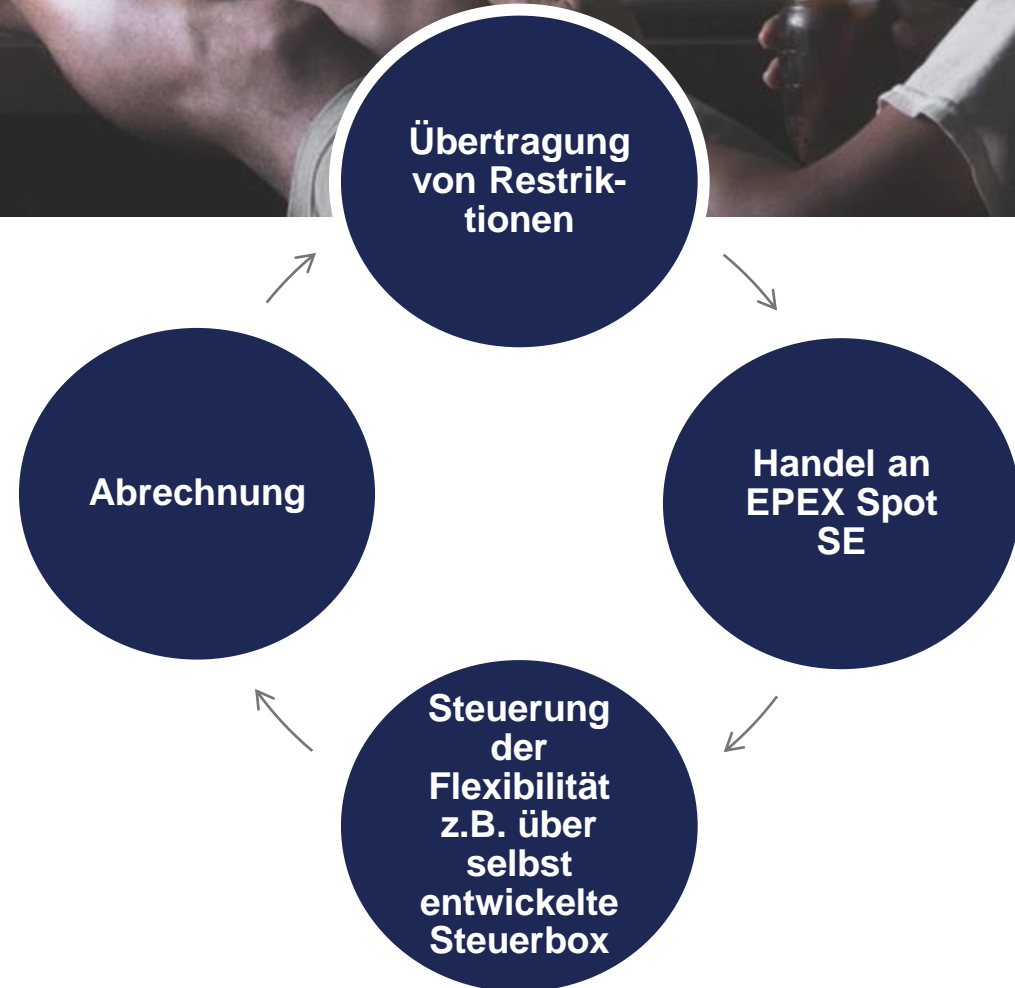 Übertragung
von Restrik-
tionen
Handel an
EPEX Spot
SE
Steuerung
der
Flexibilität
z.B. über
selbst
entwickelte
Steuerbox
Abrechnung